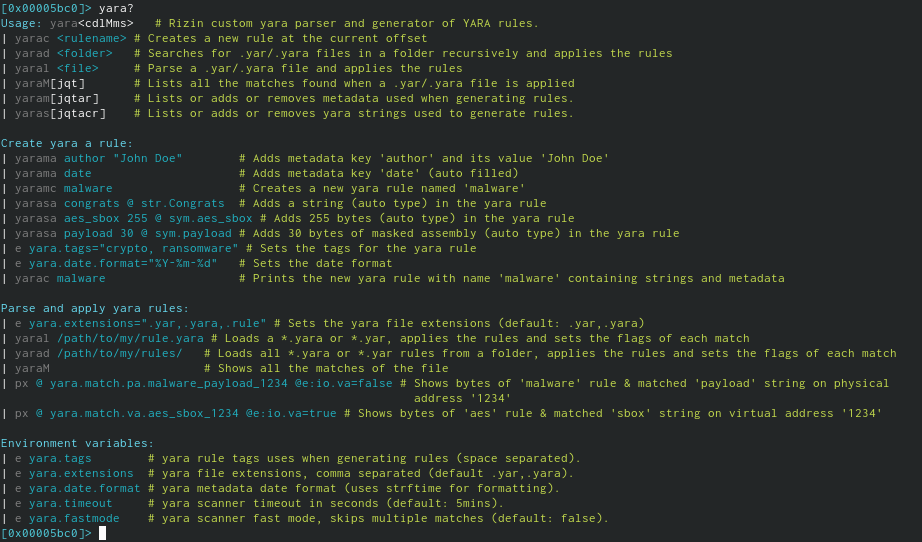 [0x00005bc0]> yara?
Usage: yara<cdlMms>   # Rizin custom yara parser and generator of YARA rules.
| yarac <rulename> # Creates a new rule at the current offset
| yarad <folder>   # Searches for .yar/.yara files in a folder recursively and applies the rules
| yaral <file>     # Parse a .yar/.yara file and applies the rules
| yaraM[jqt]       # Lists all the matches found when a .yar/.yara file is applied
| yaram[jqtar]     # Lists or adds or removes metadata used when generating rules.
| yaras[jqtacr]    # Lists or adds or removes yara strings used to generate rules.

Create yara a rule:
| yarama author "John Doe"        # Adds metadata key 'author' and its value 'John Doe'
| yarama date                     # Adds metadata key 'date' (auto filled)
| yaramc malware                  # Creates a new yara rule named 'malware'
| yarasa congrats @ str.Congrats  # Adds a string (auto type) in the yara rule
| yarasa aes_sbox 255 @ sym.aes_sbox # Adds 255 bytes (auto type) in the yara rule
| yarasa payload 30 @ sym.payload # Adds 30 bytes of masked assembly (auto type) in the yara rule
| e yara.tags="crypto, ransomware" # Sets the tags for the yara rule
| e yara.date.format="%Y-%m-%d"   # Sets the date format
| yarac malware                   # Prints the new yara rule with name 'malware' containing strings and metadata

Parse and apply yara rules:
| e yara.extensions=".yar,.yara,.rule" # Sets the yara file extensions (default: .yar,.yara)
| yaral /path/to/my/rule.yara # Loads a *.yara or *.yar, applies the rules and sets the flags of each match
| yarad /path/to/my/rules/   # Loads all *.yara or *.yar rules from a folder, applies the rules and sets the flags of each match
| yaraM                      # Shows all the matches of the file
| px @ yara.match.pa.malware_payload_1234 @e:io.va=false # Shows bytes of 'malware' rule & matched 'payload' string on physical
address '1234'
| px @ yara.match.va.aes_sbox_1234 @e:io.va=true # Shows bytes of 'aes' rule & matched 'sbox' string on virtual address '1234'

Environment variables:
| e yara.tags        # yara rule tags uses when generating rules (space separated).
| e yara.extensions  # yara file extensions, comma separated (default .yar,.yara).
| e yara.date.format # yara metadata date format (uses strftime for formatting).
| e yara.timeout     # yara scanner timeout in seconds (default: 5mins).
| e yara.fastmode    # yara scanner fast mode, skips multiple matches (default: false).
[0x00005bc0]>